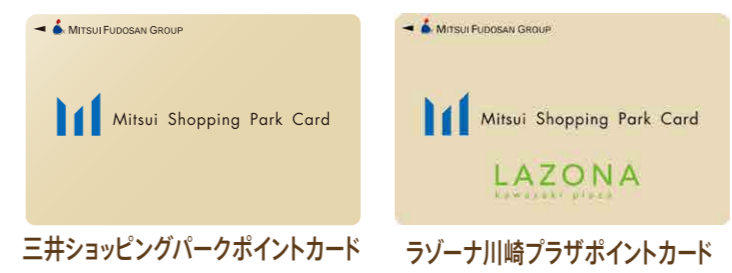 MITSUI FUDOSAN GROUP
Mitsui Shopping Park Card
三井ショッピングパークポイントカード
MITSUI FUDOSAN GROUP
Mitsui Shopping Park Card
LAZONA
kawasaki plaza
ラゾーナ川崎プラザポイントカード